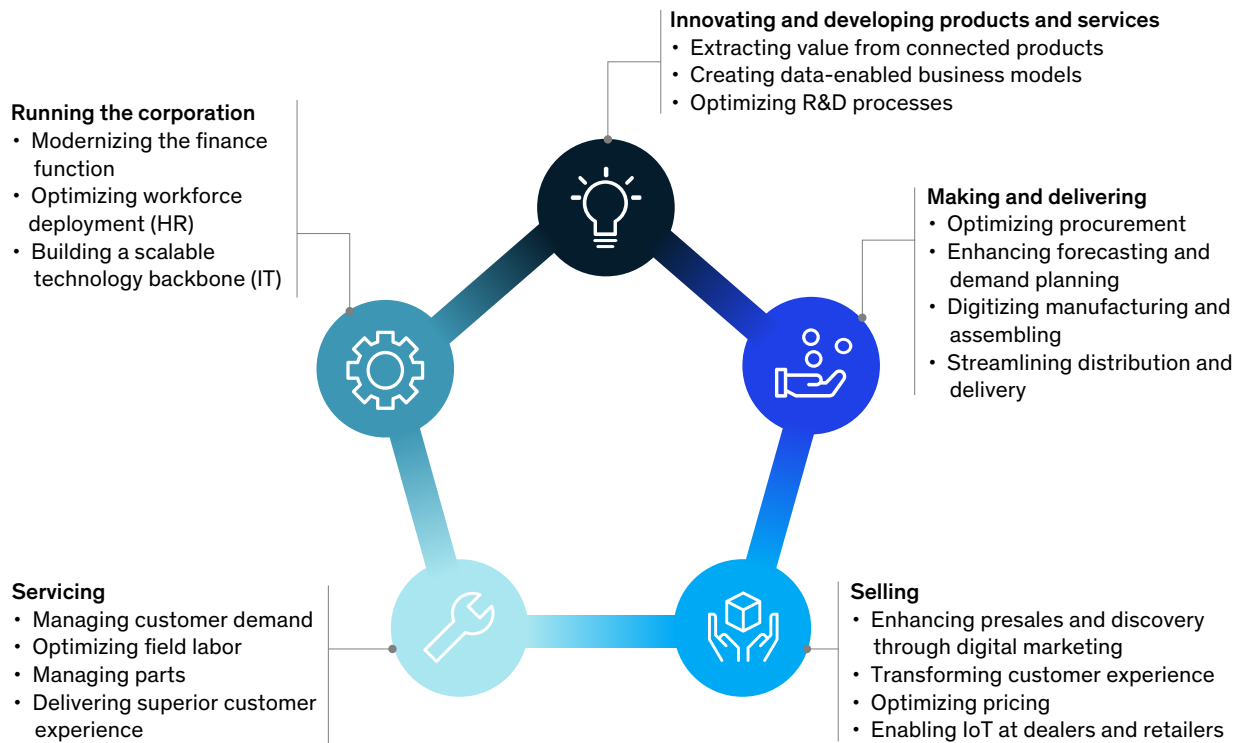 Innovating and developing products and services
• Extracting value from connected products
• Creating data-enabled business models
• Optimizing R&D processes
Running the corporation
• Modernizing the finance
function
• Optimizing workforce
deployment (HR)
• Building a scalable
technology backbone (IT)
Making and delivering
• Optimizing procurement
• Enhancing forecasting and
demand planning
• Digitizing manufacturing and
assembling
• Streamlining distribution and
delivery
Servicing
• Managing customer demand
• Optimizing field labor
• Managing parts
• Delivering superior customer
experience
Selling
• Enhancing presales and discovery
through digital marketing
• Transforming customer experience
• Optimizing pricing
• Enabling IoT at dealers and retailers